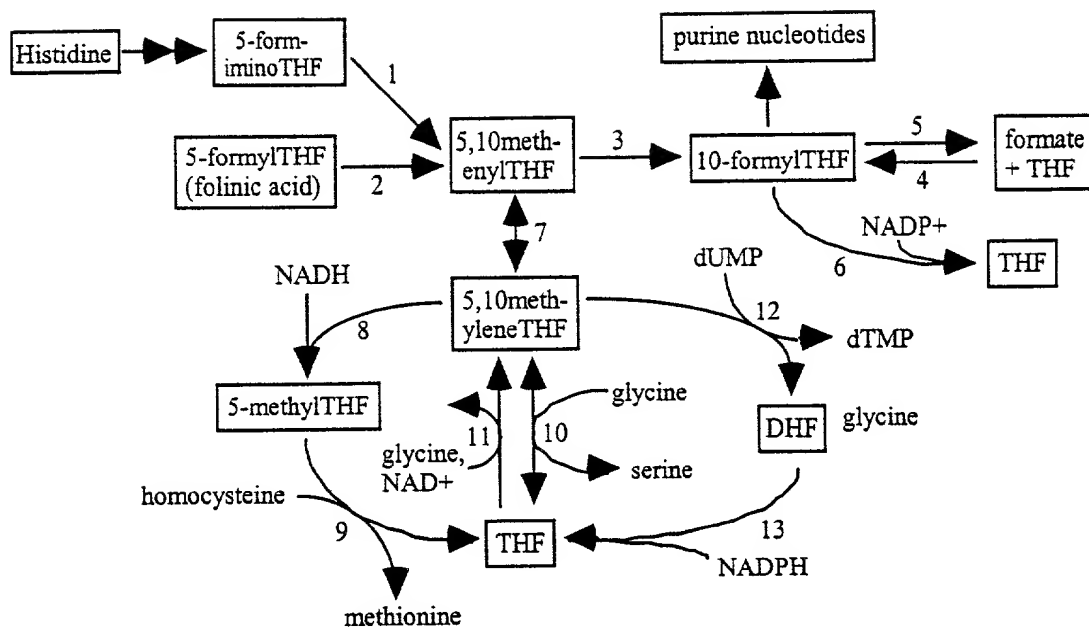 Histidine
5-form-
iminoTHF
1
purine nucleotides
5-formylTHF
(folinic acid)
2
5,10meth-
enylTHF
3
10-formylTHF
5
4
formate
+ THF
7
NADP+
6
THF
NADH
8
5,10meth-
yleneTHF
dUMP
12
dTMP
5-methylTHF
glycine
DHF
glycine
11
10
glycine,
NAD+
serine
homocysteine
9
THF
13
NADPH
methionine